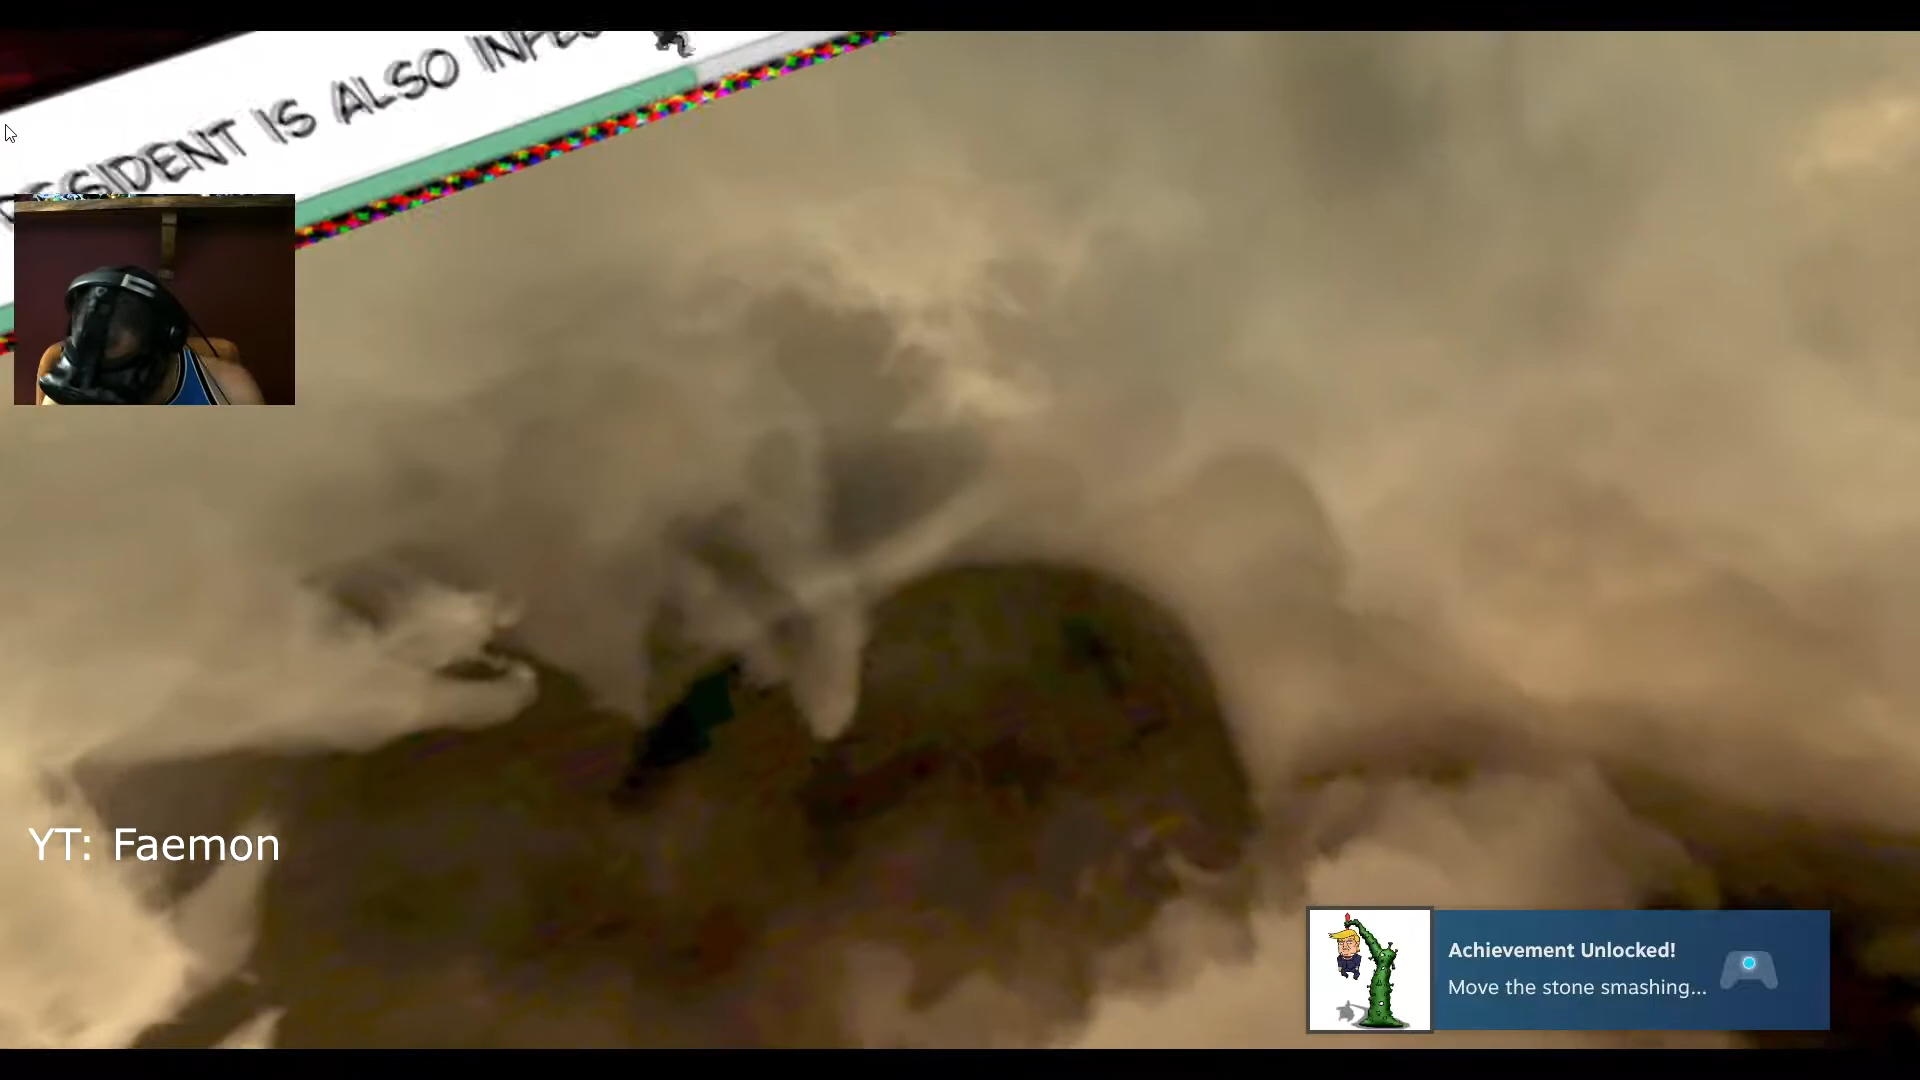 IS ALSO
YT: Faemon
Achievement Unlocked!
Move the stone smashing...